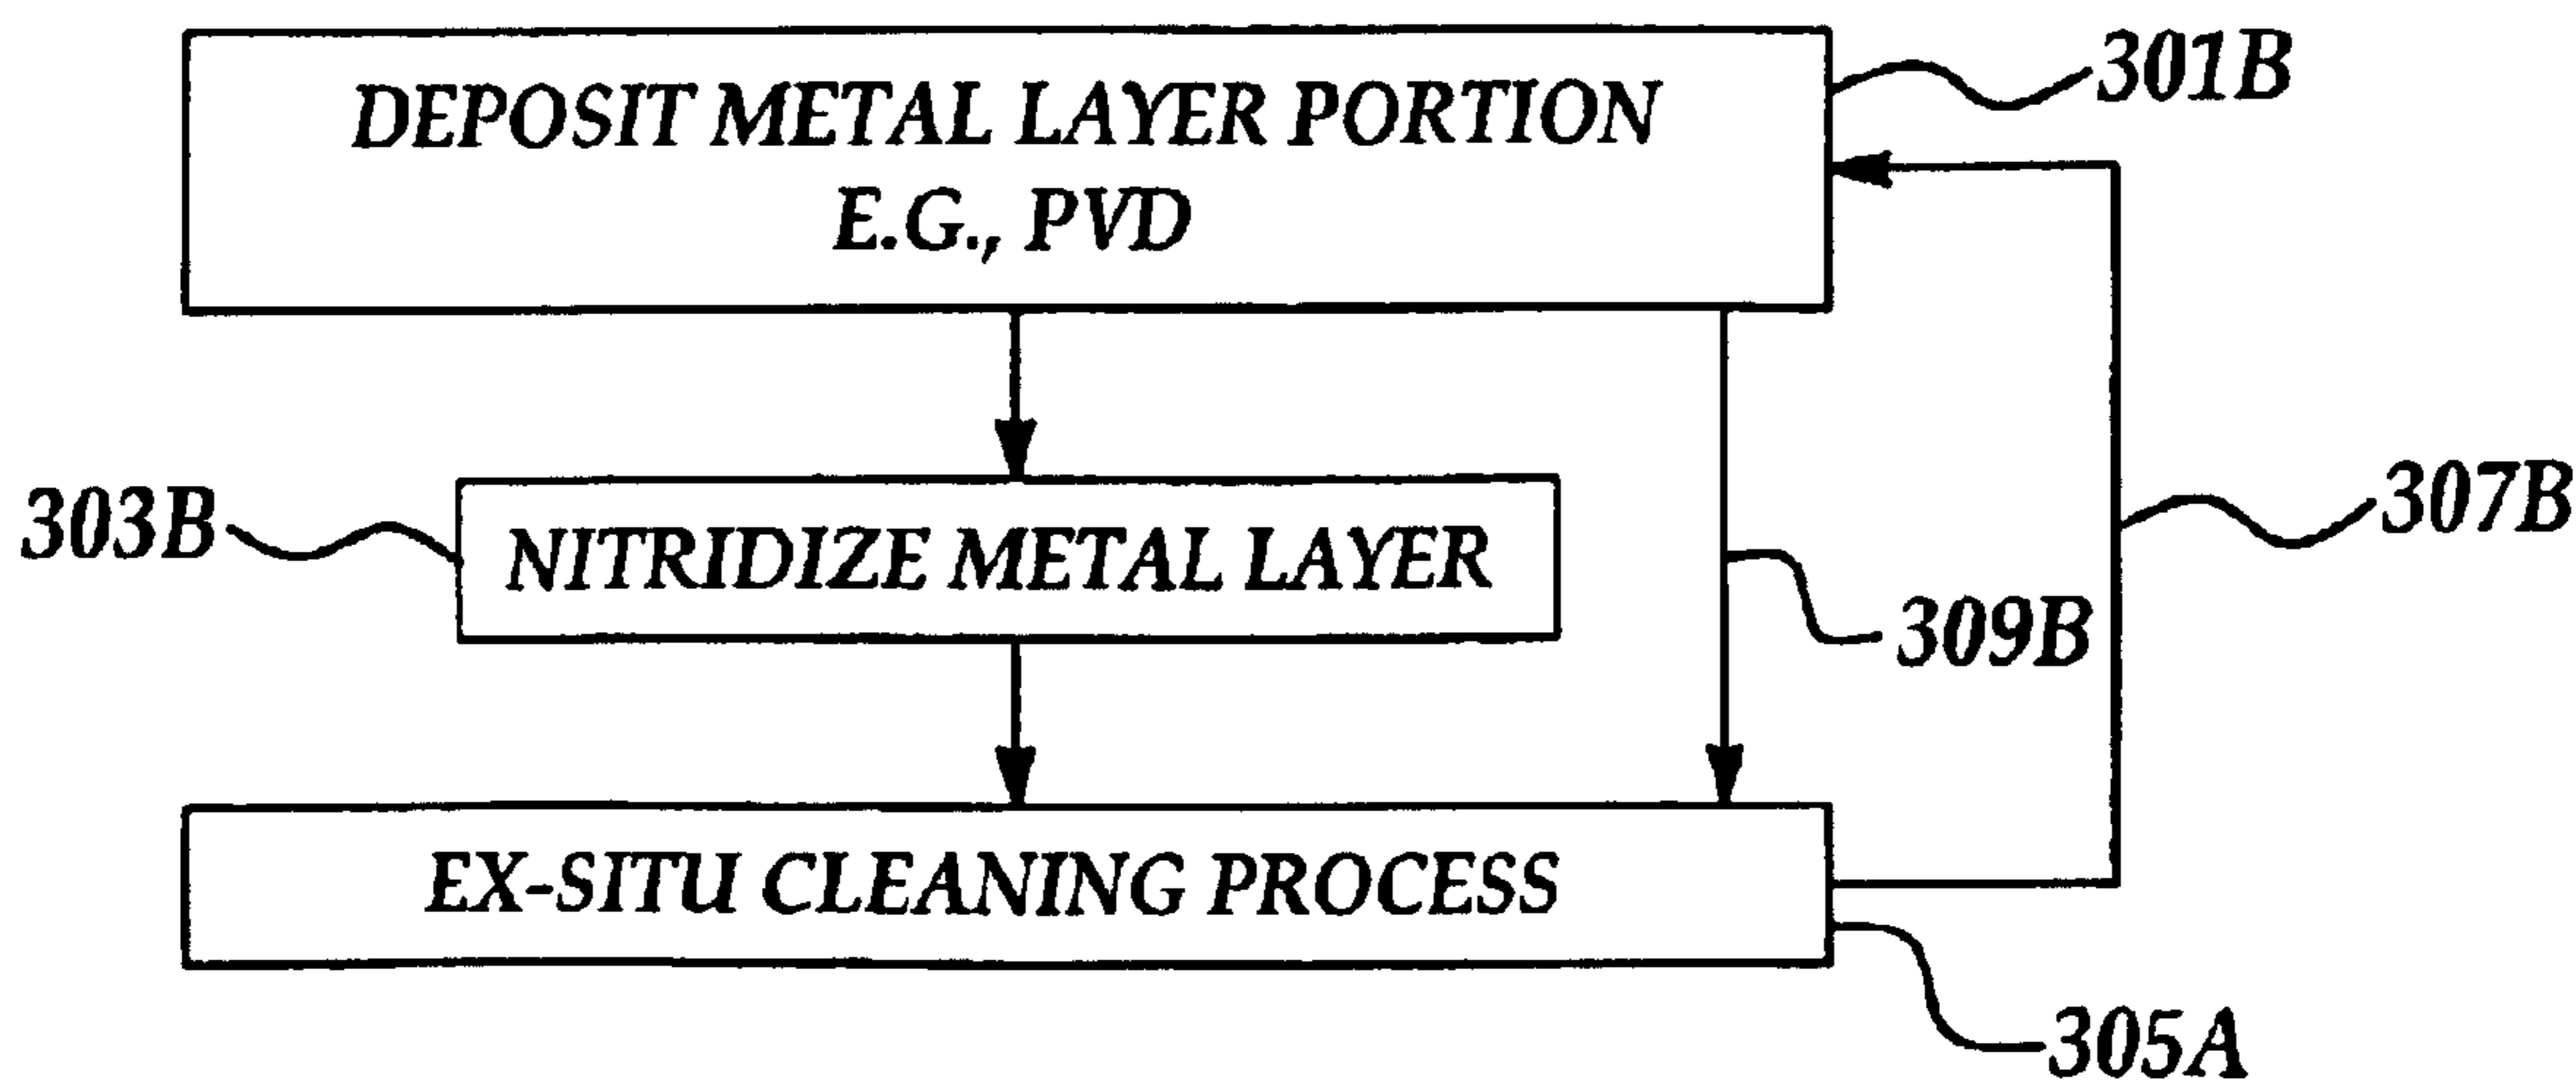 DEPOSIT METAL LAYER PORTION
E.G., PVD
301B
303B
NITRIDIZE METAL LAYER
307B
309B
EX-SITU CLEANING PROCESS
305A